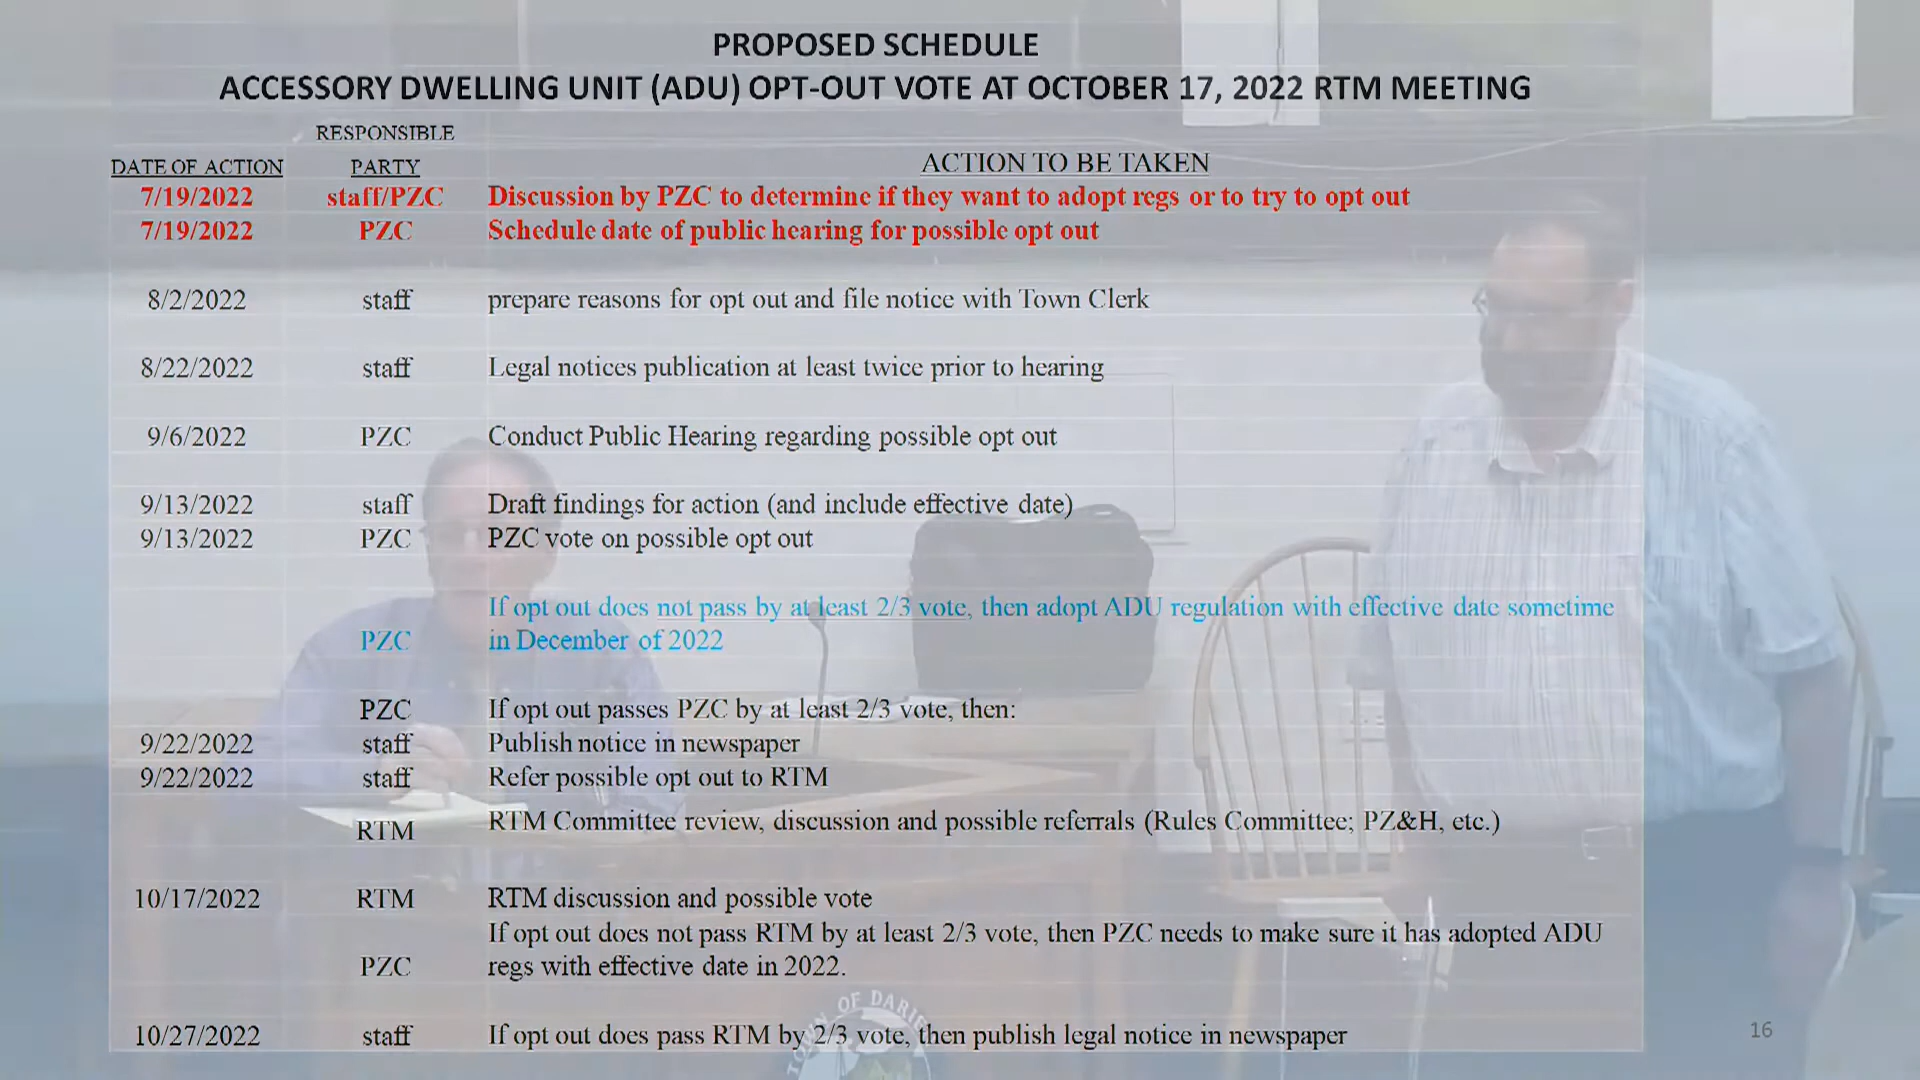 PROPOSED SCHEDULE
ACCESSORY DWELLING UNIT (ADU) OPT-OUT VOTE AT OCTOBER 17, 2022 RTM MEETING
RESPONSIBLE
DATE OF ACTION PARTY ACTION TO BE TAKEN
7/19/2022 staff/PZC Discussion by PZC to determine if they want to adopt regs or to try to opt out
7/19/2022 PZC Schedule date of public hearing for possible opt out
8/2/2022 staff prepare reasons for opt out and file notice with Town Clerk
8/22/2022 staff Legal notices publication at least twice prior to hearing
9/6/2022 PZC Conduct Public Hearing regarding possible opt out
9/13/2022 staff Draft findings for action (and include effective date)
9/13/2022 PZC PZC vote on possible opt out
If opt out does not pass by at least 2/3 vote, then adopt ADU regulation with effective date sometime
PZC in December of 2022
PZC If opt out passes PZC by at least 2/3 vote, then:
9/22/2022 staff Publish notice in newspaper
9/22/2022 staff Refer possible opt out to RTM
RTM RTM Committee review, discussion and possible referrals (Rules Committee; PZ&H, etc.)
10/17/2022 RTM RTM discussion and possible vote
If opt out does not pass RTM by at least 2/3 vote, then PZC needs to make sure it has adopted ADU
PZC regs with effective date in 2022.
10/27/2022 staff If opt out does pass RTM by 2/3 vote, then publish legal notice in newspaper
16
TOWN OF DARIE